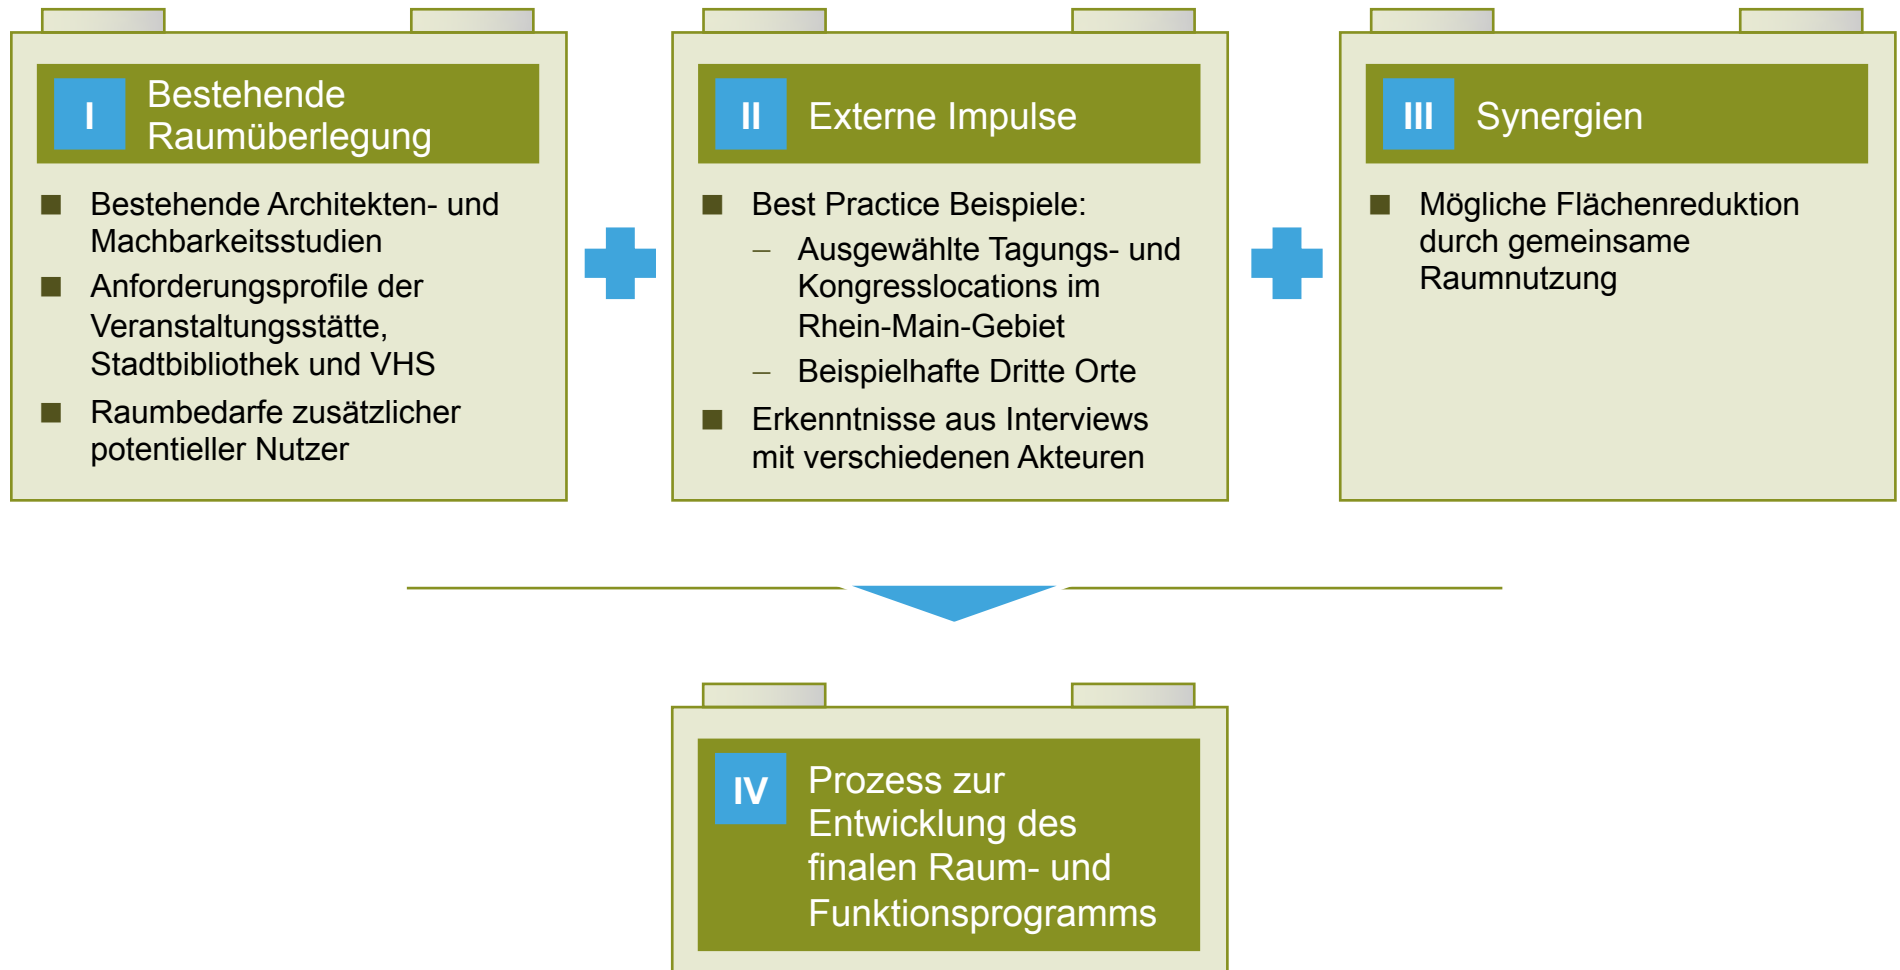 I
Bestehende
Raumüberlegung
■ Bestehende Architekten- und
Machbarkeitsstudien
■ Anforderungsprofile der
Veranstaltungsstätte,
Stadtbibliothek und VHS
■ Raumbedarfe zusätzlicher
potentieller Nutzer
II
Externe Impulse
■ Best Practice Beispiele:
– Ausgewählte Tagungs- und
Kongresslocations im
Rhein-Main-Gebiet
– Beispielhafte Dritte Orte
■ Erkenntnisse aus Interviews
mit verschiedenen Akteuren
III
Synergien
■ Mögliche Flächenreduktion
durch gemeinsame
Raumnutzung
IV
Prozess zur
Entwicklung des
finalen Raum- und
Funktionsprogramms